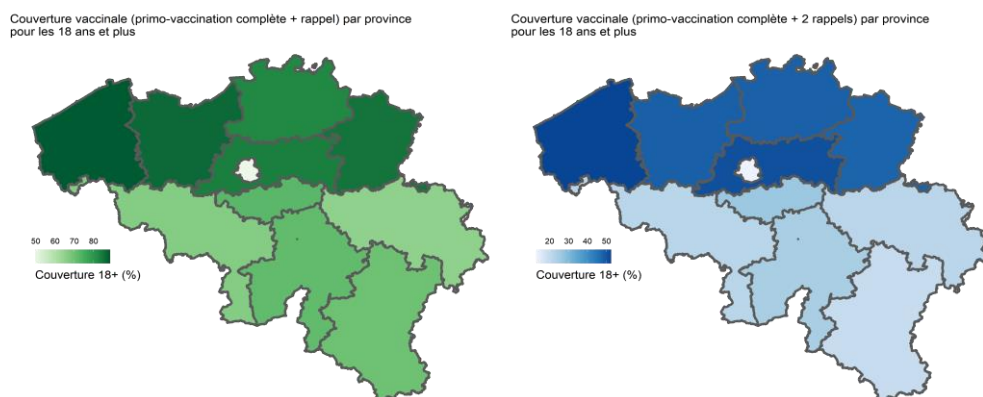 Couverture vaccinale (primo-vaccination complète + rappel) par province
pour les 18 ans et plus
50 60 70 80
Couverture 18+ (%)
Couverture vaccinale (primo-vaccination complète + 2 rappels) par province
pour les 18 ans et plus
20 30 40 50
Couverture 18+ (%)